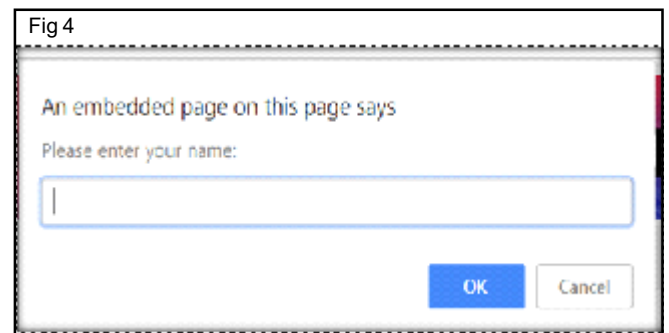 Fig 4
An embedded page on this page says
Please enter your name:
OK Cancel